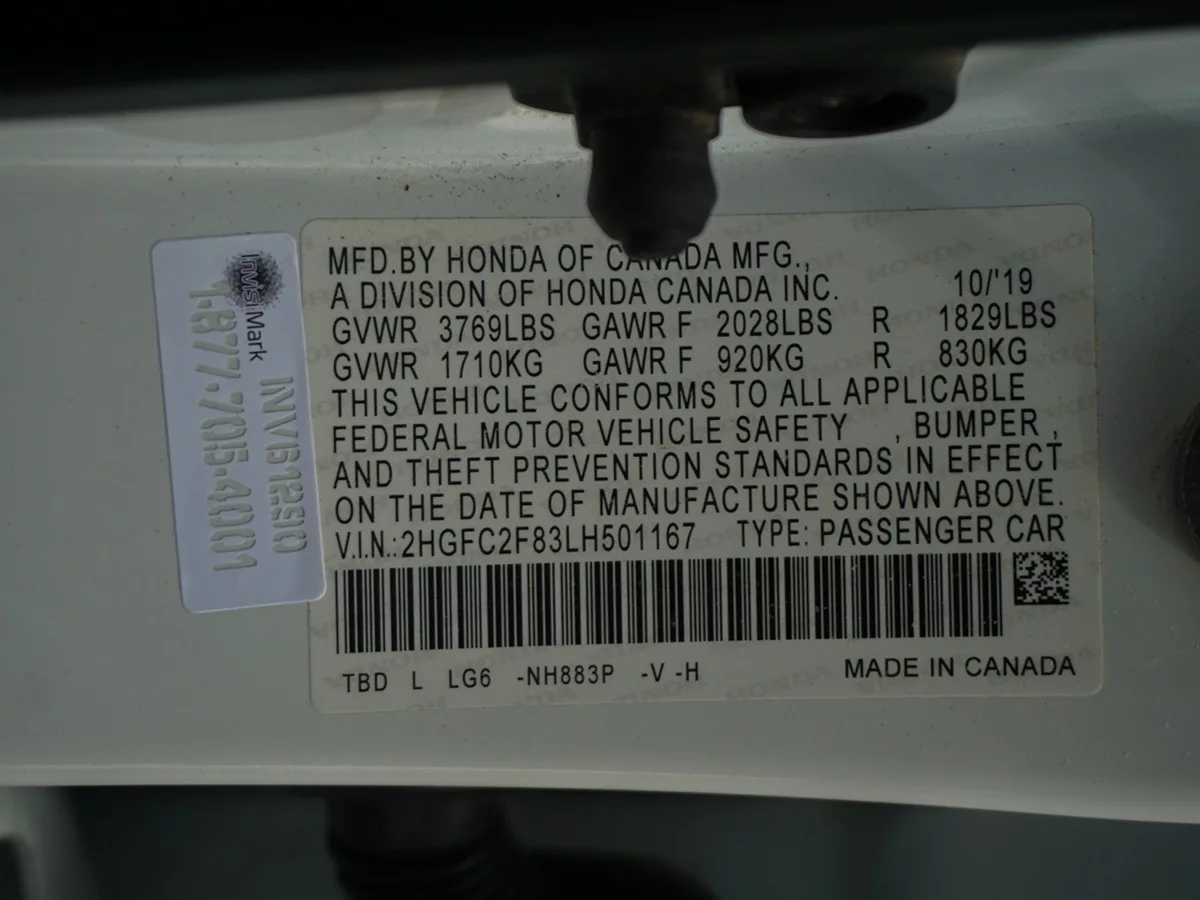 MFD.BY HONDA OF CANADA MFG.,
A DIVISION OF HONDA CANADA INC. 10/'19
GVWR 3769LBS GAWR F 2028LBS R 1829LBS
GVWR 1710KG GAWR F 920KG R 830KG
THIS VEHICLE CONFORMS TO ALL APPLICABLE
FEDERAL MOTOR VEHICLE SAFETY , BUMPER ,
AND THEFT PREVENTION STANDARDS IN EFFECT
ON THE DATE OF MANUFACTURE SHOWN ABOVE.
V.I.N.:2HGFC2F83LH501167 TYPE: PASSENGER CAR
TBD L LG6 -NH883P -V -H MADE IN CANADA
InvisiMark
1.877.705.4001